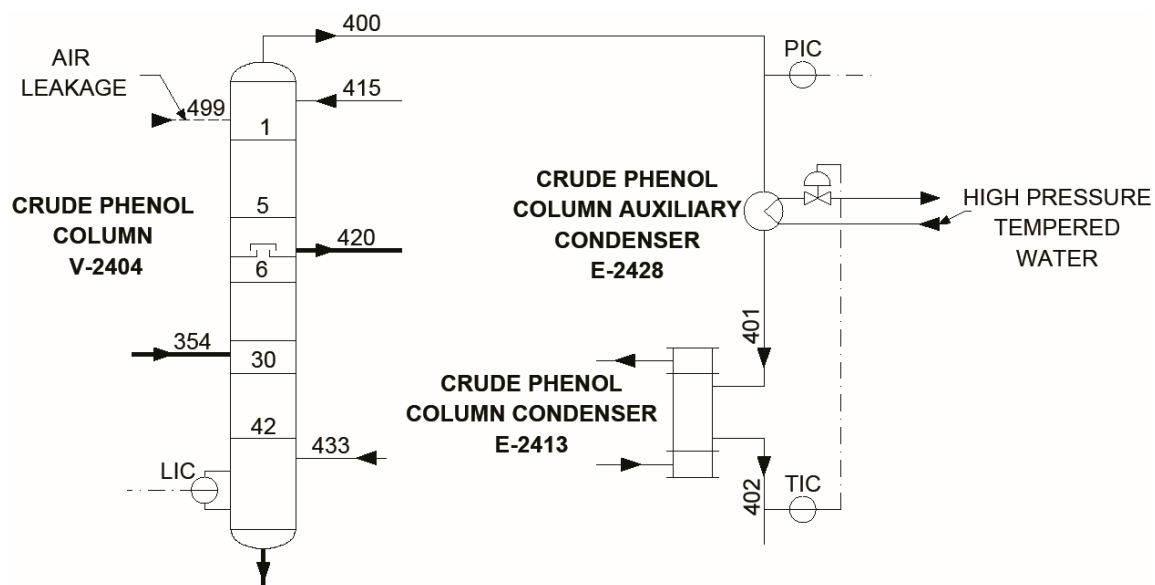 400
AIR
LEAKAGE
PIC
499
415
1
CRUDE PHENOL
COLUMN
V-2404
5
420
6
CRUDE PHENOL
COLUMN AUXILIARY
CONDENSER
E-2428
HIGH PRESSURE
TEMPERED
WATER
354
30
401
CRUDE PHENOL
COLUMN CONDENSER
E-2413
42
433
LIC
402
TIC